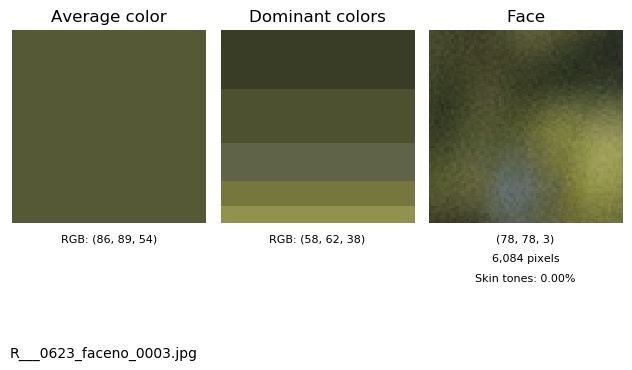 Average color
Dominant colors
Face
RGB: (86, 89, 54)
RGB: (58, 62, 38)
(78, 78, 3)
6,084 pixels
Skin tones: 0.00%
R___0623_faceno_0003.jpg